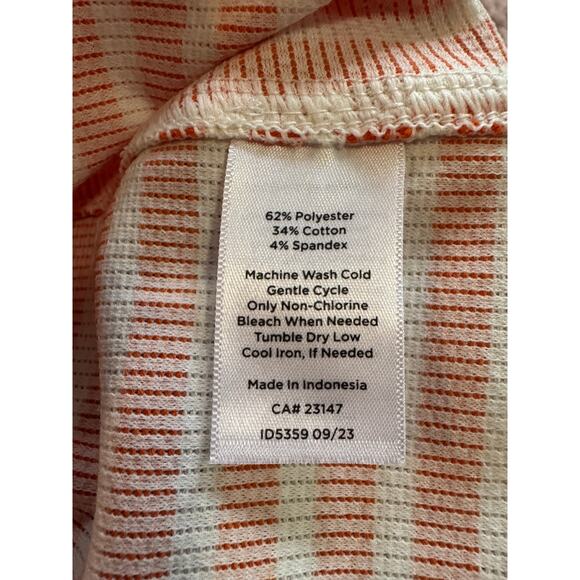 62% Polyester
34% Cotton
4% Spandex
Machine Wash Cold
Gentle Cycle
Only Non-Chlorine
Bleach When Needed
Tumble Dry Low
Cool Iron, If Needed
Made In Indonesia
CA# 23147
ID5359 09/23